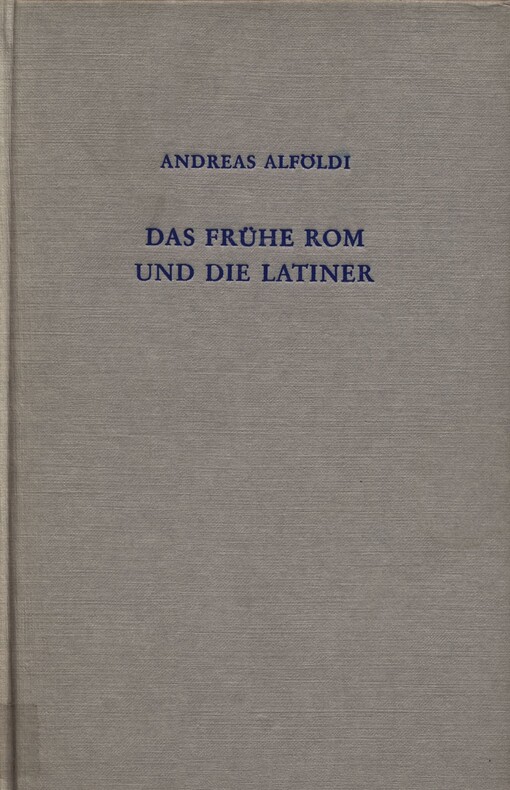 ANDREAS ALFÖLDI
DAS FRÜHE ROM
UND DIE LATINER